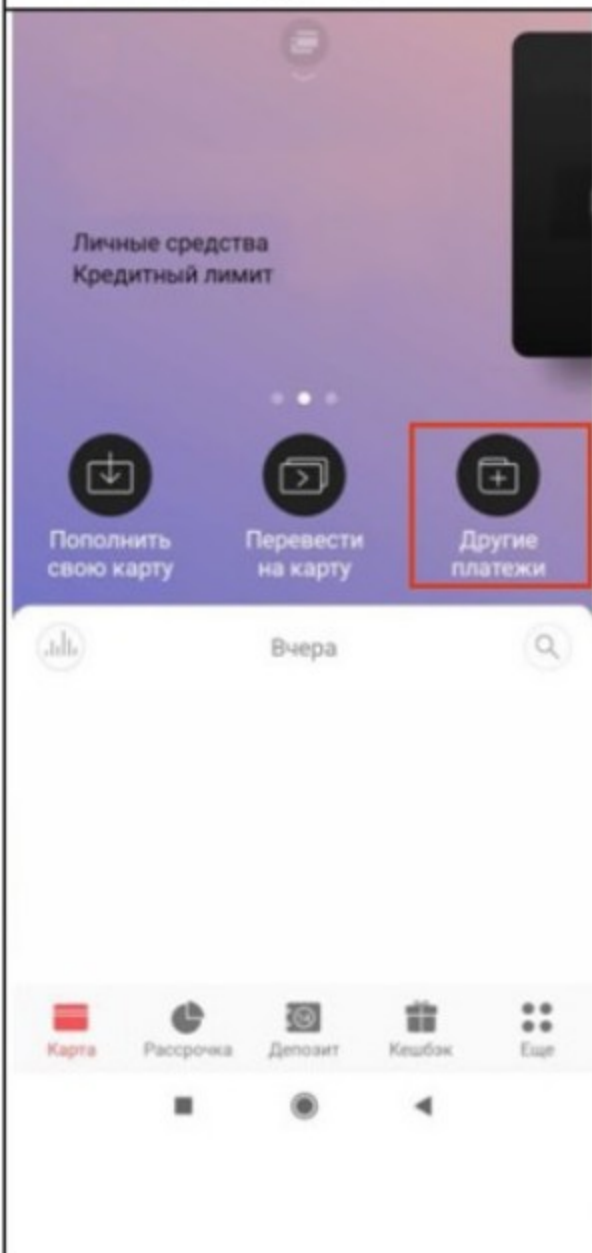 Личные средства
Кредитный лимит
Пополнить
свою карту
Перевести
на карту
Другие
платежи
Вчера
Карта
Рассрочка
Депозит
Кешбэк
Еще